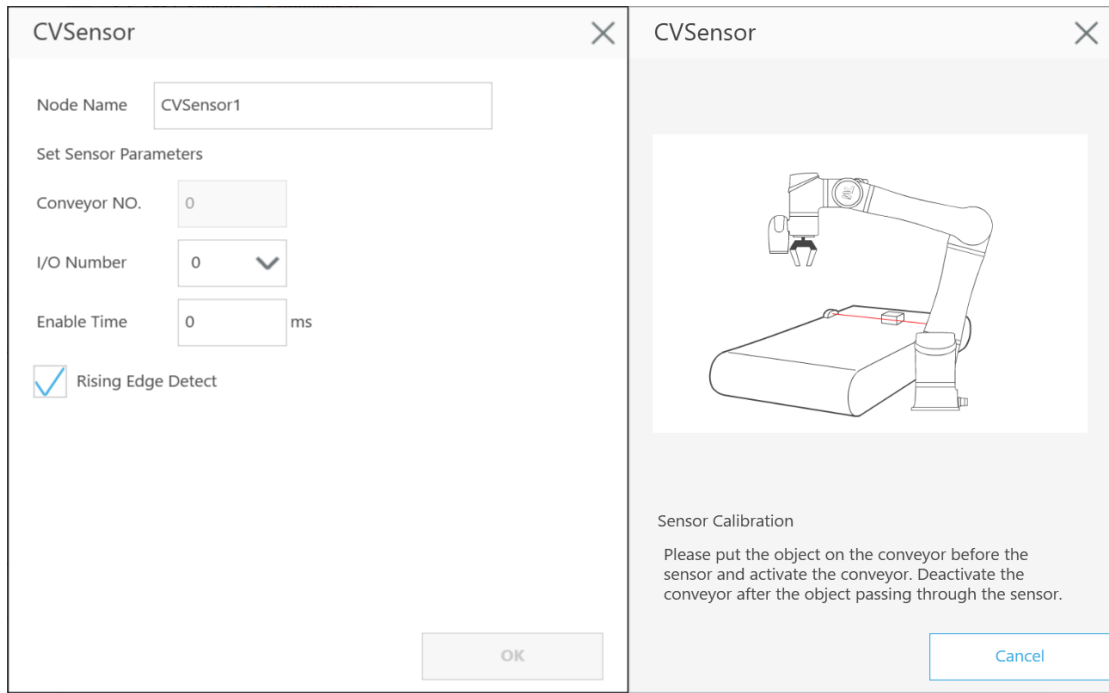 CVSensor
Node Name
CVSensor1
Set Sensor Parameters
Conveyor NO.
0
I/O Number
0
Enable Time
0
ms
Rising Edge Detect
OK
CVSensor
Sensor Calibration
Please put the object on the conveyor before the
sensor and activate the conveyor. Deactivate the
conveyor after the object passing through the sensor.
Cancel